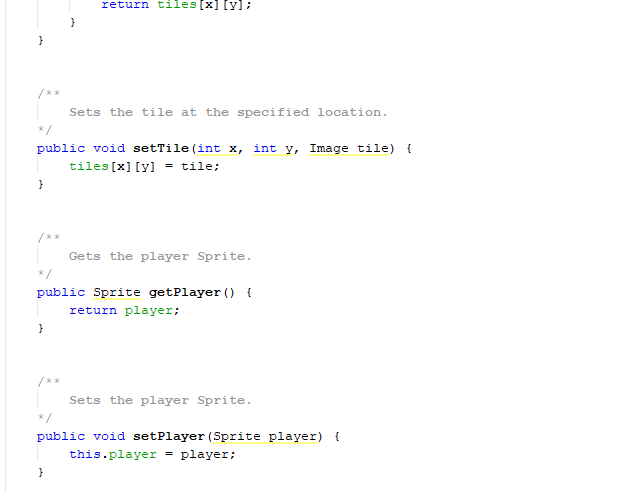 return tiles[x][y];
}
}
/**
Sets the tile at the specified location.
*/
public void setTile(int x, int y, Image tile) {
tiles[x][y] = tile;
}
/**
Gets the player Sprite.
*/
public Sprite getPlayer() {
return player;
}
/**
Sets the player Sprite.
*/
public void setPlayer(Sprite player) {
this.player = player;
}